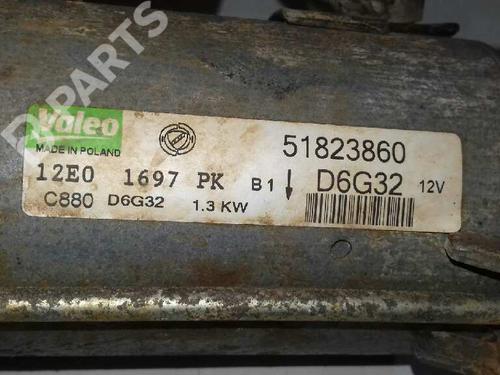 B-PARTS
Valeo
MADE IN POLAND
51823860
12E0 1697 PK B1 D6G32 12V
C880 D6G32 1.3 KW